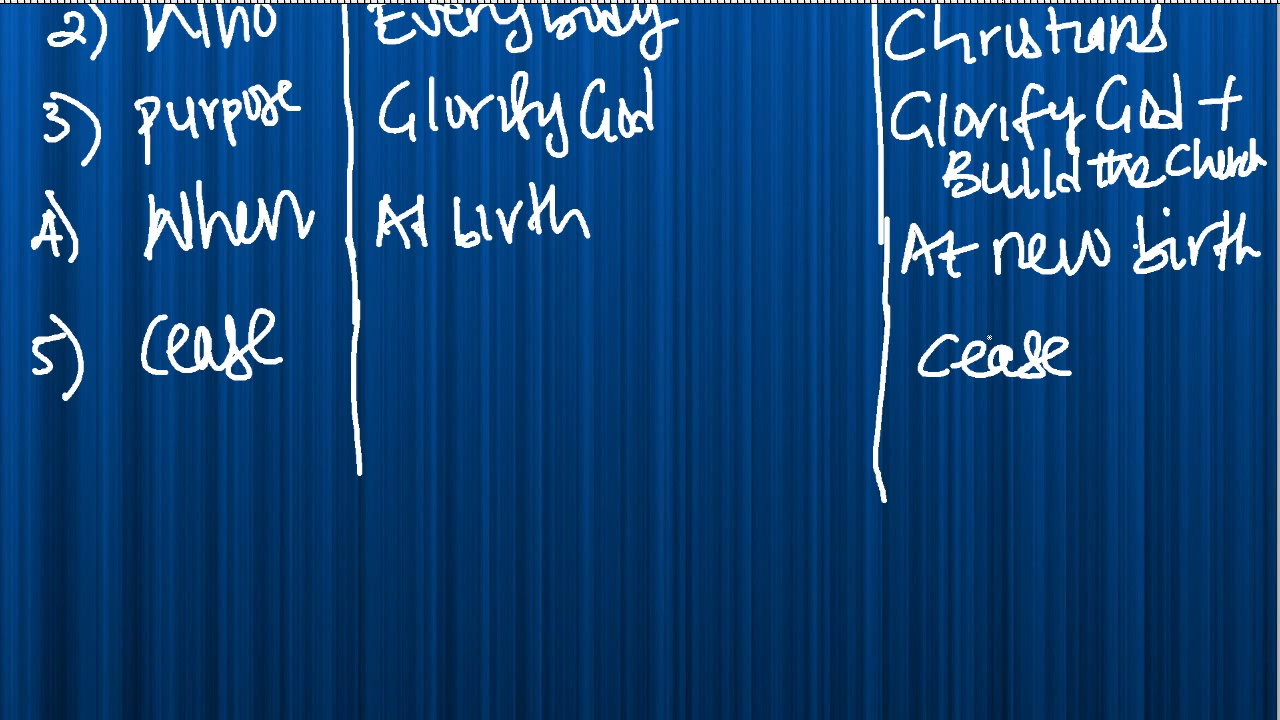 2) Who Everybody Christians
3) Purpose Glorify God Glorify God +
Build the Church
4) When At birth At new birth
5) Cease Cease